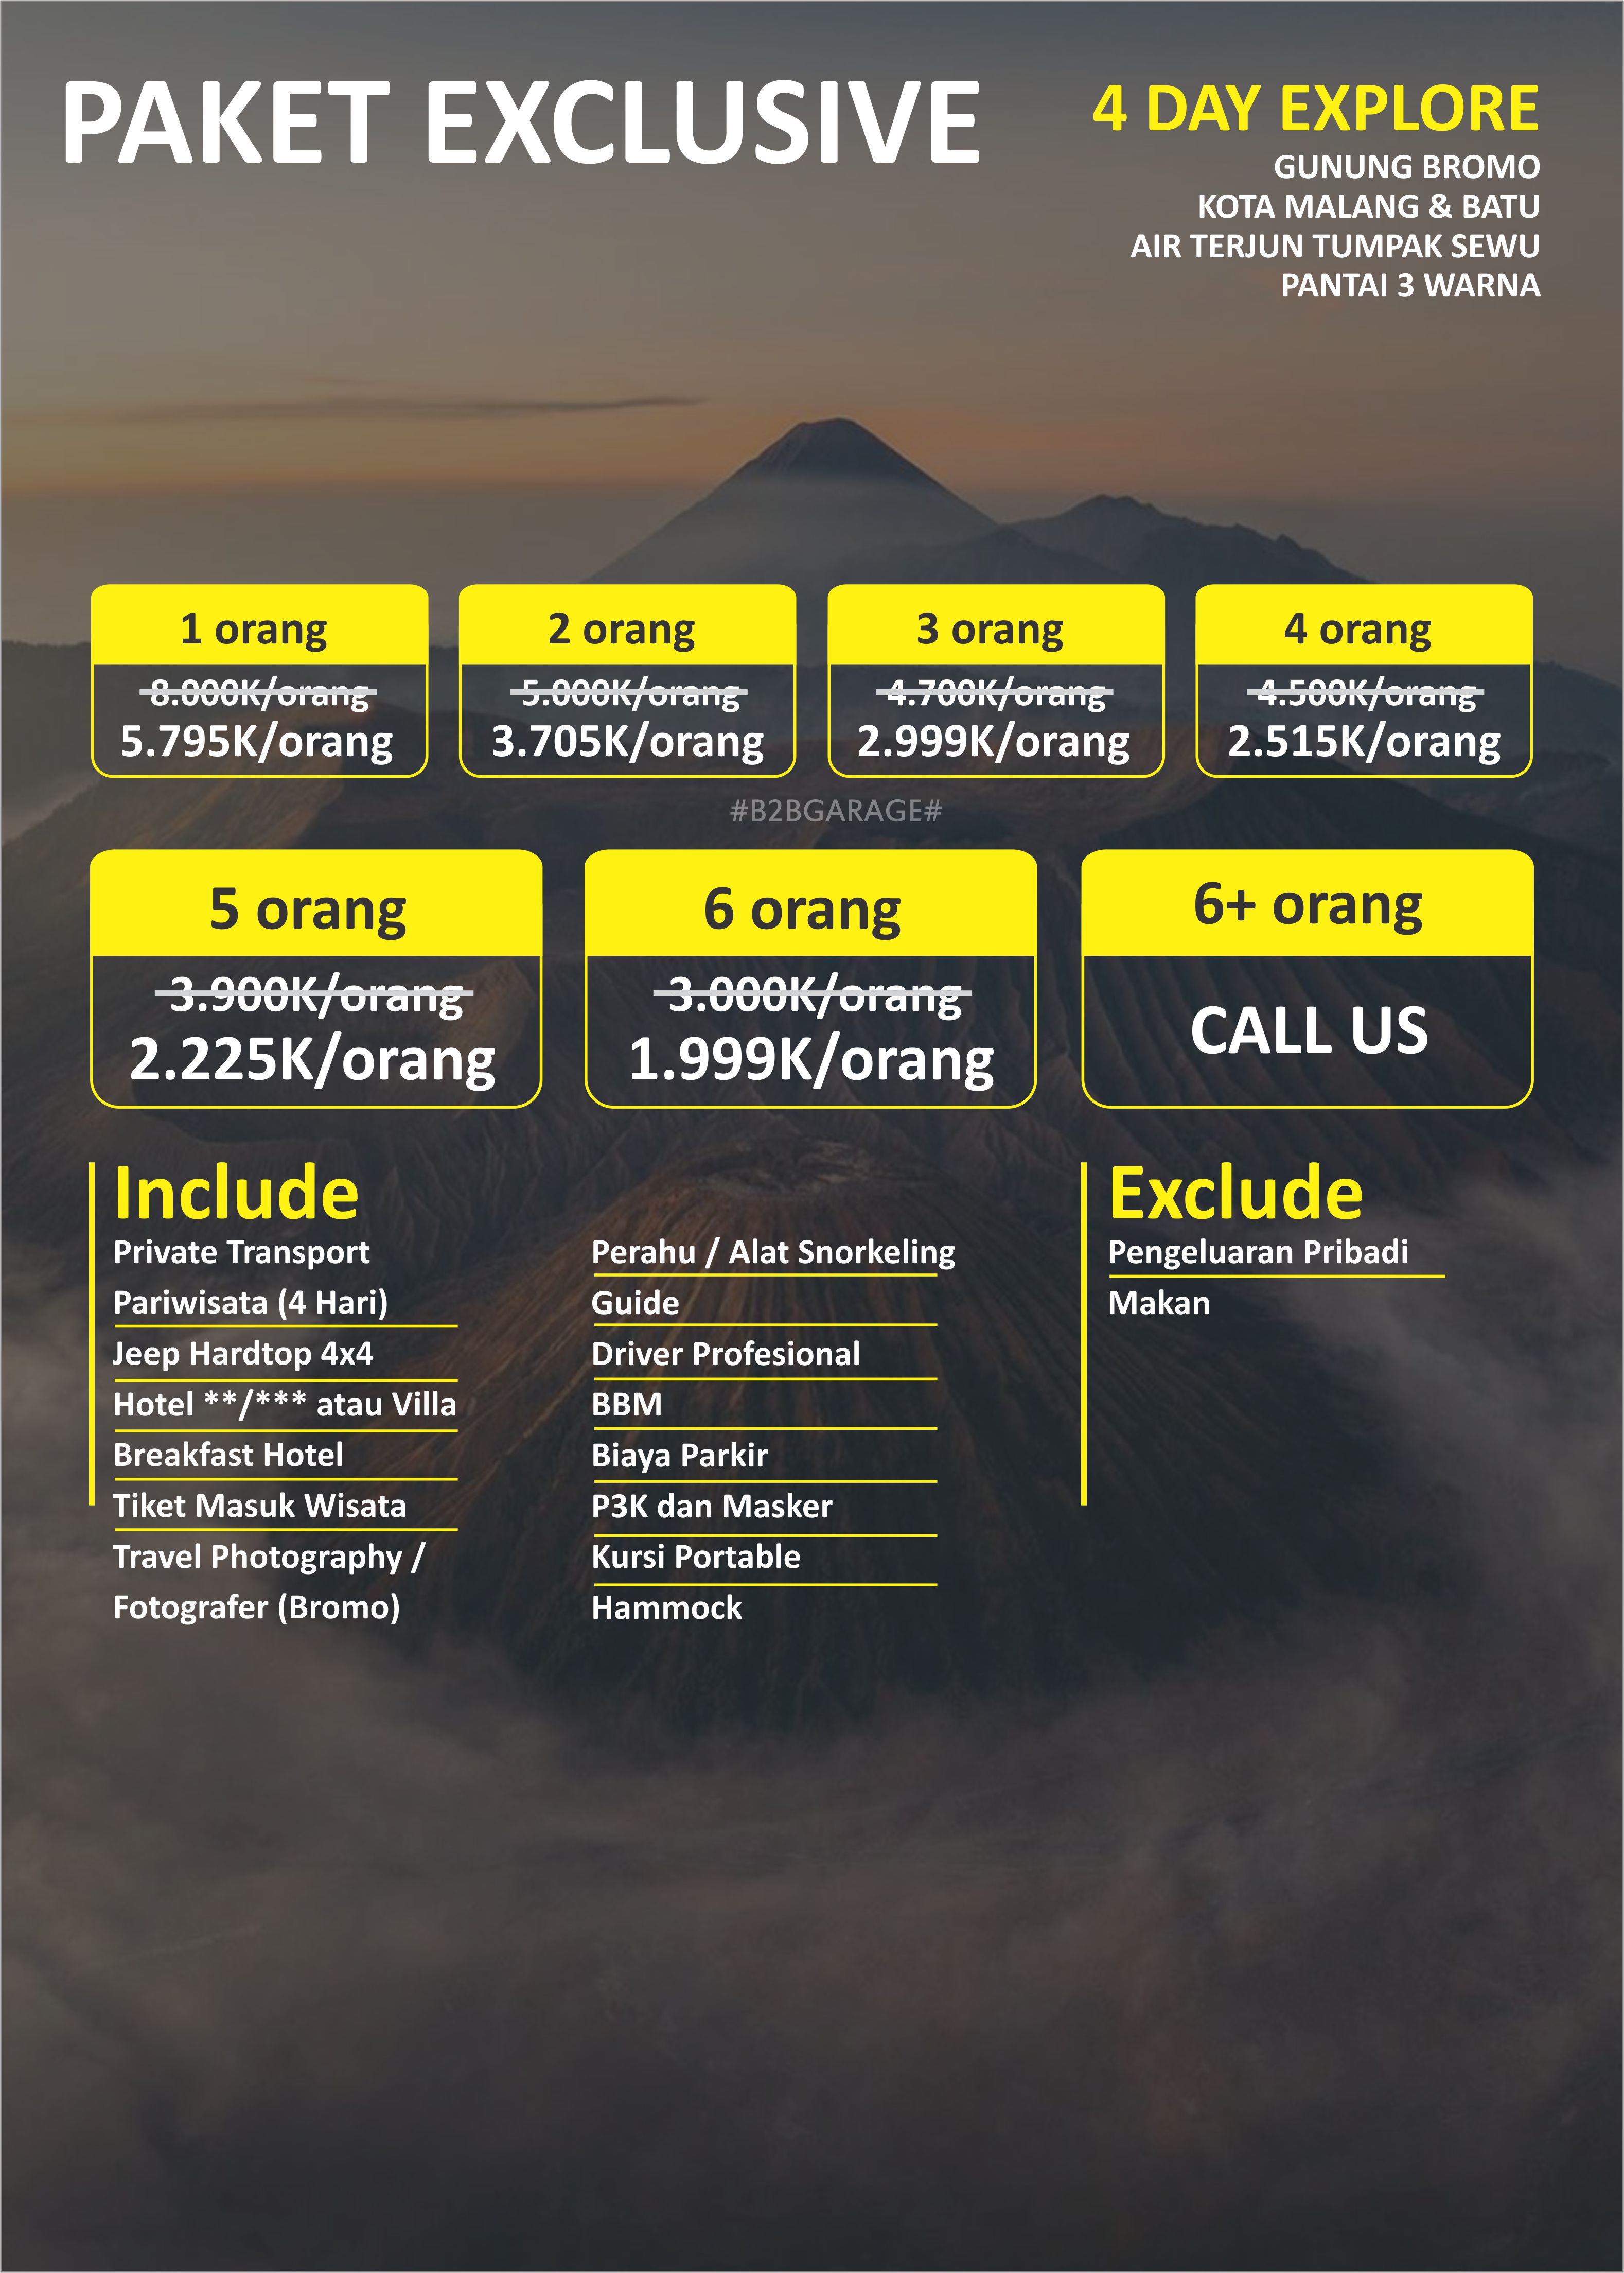 PAKET EXCLUSIVE
4 DAY EXPLORE
GUNUNG BROMO
KOTA MALANG & BATU
AIR TERJUN TUMPAK SEWU
PANTAI 3 WARNA
1 orang
8.000K/orang
5.795K/orang
2 orang
5.000K/orang
3.705K/orang
3 orang
4.700K/orang
2.999K/orang
4 orang
4.500K/orang
2.515K/orang
#B2BGARAGE#
5 orang
3.900K/orang
2.225K/orang
6 orang
3.000K/orang
1.999K/orang
6+ orang
CALL US
Include
Private Transport
Pariwisata (4 Hari)
Jeep Hardtop 4x4
Hotel **/*** atau Villa
Breakfast Hotel
Tiket Masuk Wisata
Travel Photography /
Fotografer (Bromo)
Perahu / Alat Snorkeling
Guide
Driver Profesional
BBM
Biaya Parkir
P3K dan Masker
Kursi Portable
Hammock
Exclude
Pengeluaran Pribadi
Makan